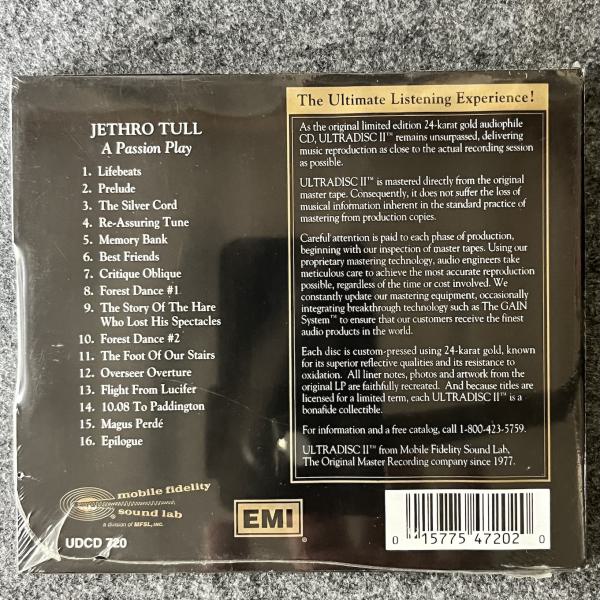 JETHRO TULL
A Passion Play
1. Lifebeats
2. Prelude
3. The Silver Cord
4. Re-Assuring Tune
5. Memory Bank
6. Best Friends
7. Critique Oblique
8. Forest Dance #1
9. The Story Of The Hare
Who Lost His Spectacles
10. Forest Dance #2
11. The Foot Of Our Stairs
12. Overseer Overture
13. Flight From Lucifer
14. 10.08 To Paddington
15. Magus Perdé
16. Epilogue
The Ultimate Listening Experience!
As the original limited edition 24-karat gold audiophile
CD, ULTRADISC II™ remains unsurpassed, delivering
music reproduction as close to the actual recording session
as possible.
ULTRADISC II™ is mastered directly from the original
master tape. Consequently, it does not suffer the loss of
musical information inherent in the standard practice of
mastering from production copies.
Careful attention is paid to each phase of production,
beginning with our inspection of master tapes. Using our
proprietary mastering technology, audio engineers take
meticulous care to achieve the most accurate reproduction
possible, regardless of the time or cost involved. We
constantly update our mastering equipment, occasionally
integrating breakthrough technology such as The GAIN
System™ to ensure that our customers receive the finest
audio products in the world.
Each disc is custom-pressed using 24-karat gold, known
for its superior reflective qualities and its resistance to
oxidation. All liner notes, photos and artwork from the
original LP are faithfully recreated. And because titles are
licensed for a limited term, each ULTRADISC II™ is a
bonafide collectible.
For information and a free catalog, call 1-800-423-5759.
ULTRADISC II™ from Mobile Fidelity Sound Lab,
The Original Master Recording company since 1977.
mobile fidelity
sound lab
a division of MFSL, INC.
UDCD 720
EMI
®
0 15775 47202 0